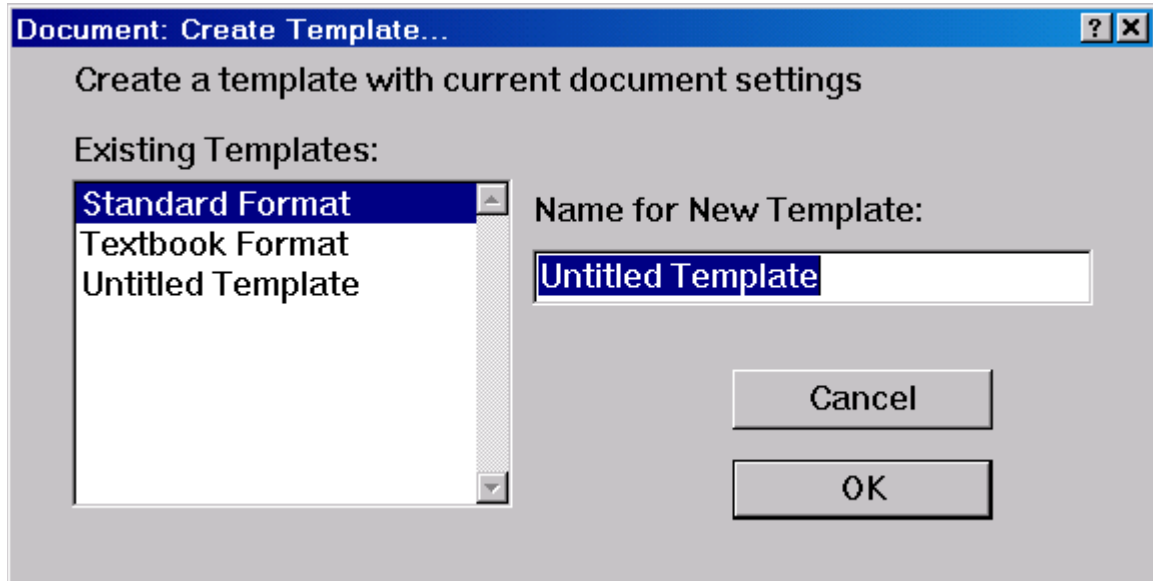 Document: Create Template...
Create a template with current document settings
Existing Templates:
Standard Format
Textbook Format
Untitled Template
Name for New Template:
Untitled Template
Cancel
OK